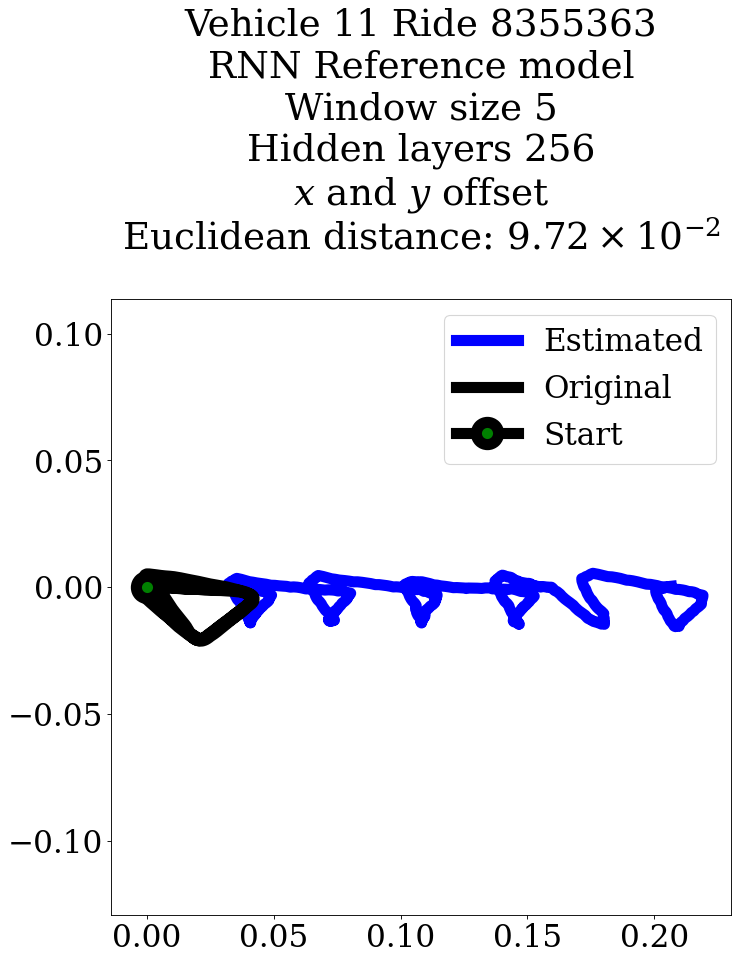 Vehicle 11 Ride 8355363
RNN Reference model
Window size 5
Hidden layers 256
x and y offset
Euclidean distance: 9.72 × 10⁻²
Estimated
Original
Start
0.10
0.05
0.00
−0.05
−0.10
0.00 0.05 0.10 0.15 0.20